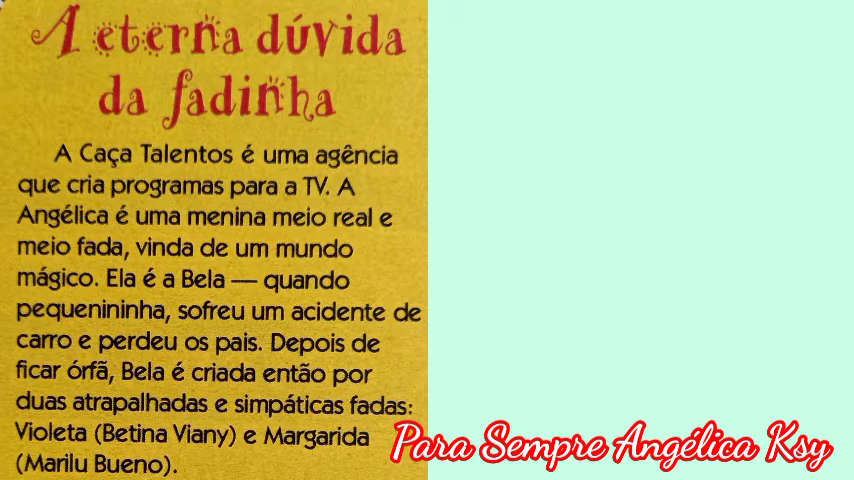 A eterna dúvida
da fadinha
A Caça Talentos é uma agência
que cria programas para a TV. A
Angélica é uma menina meio real e
meio fada, vinda de um mundo
mágico. Ela é a Bela — quando
pequenininha, sofreu um acidente de
carro e perdeu os pais. Depois de
ficar órfã, Bela é criada então por
duas atrapalhadas e simpáticas fadas:
Violeta (Betina Viany) e Margarida
(Marilu Bueno).
Para Sempre Angélica Ksy